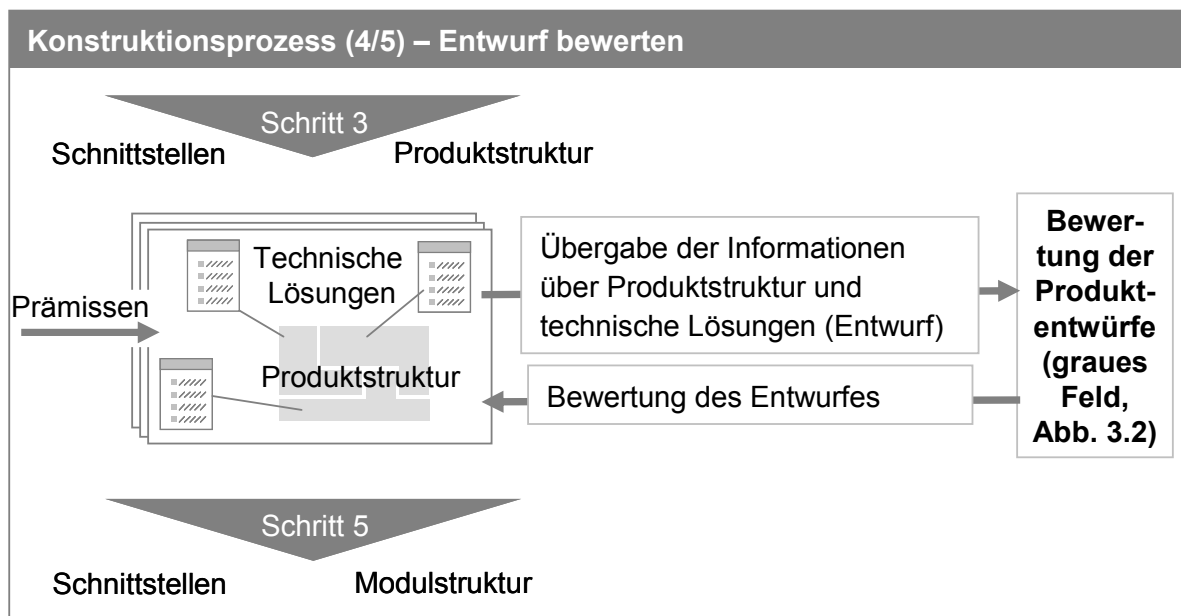 Konstruktionsprozess (4/5) – Entwurf bewerten
Schritt 3
Schnittstellen
Produktstruktur
Prämissen
Technische
Lösungen
Produktstruktur
Übergabe der Informationen
über Produktstruktur und
technische Lösungen (Entwurf)
Bewertung des Entwurfes
Bewer-
tung der
Produkt-
entwürfe
(graues
Feld,
Abb. 3.2)
Schritt 5
Schnittstellen
Modulstruktur